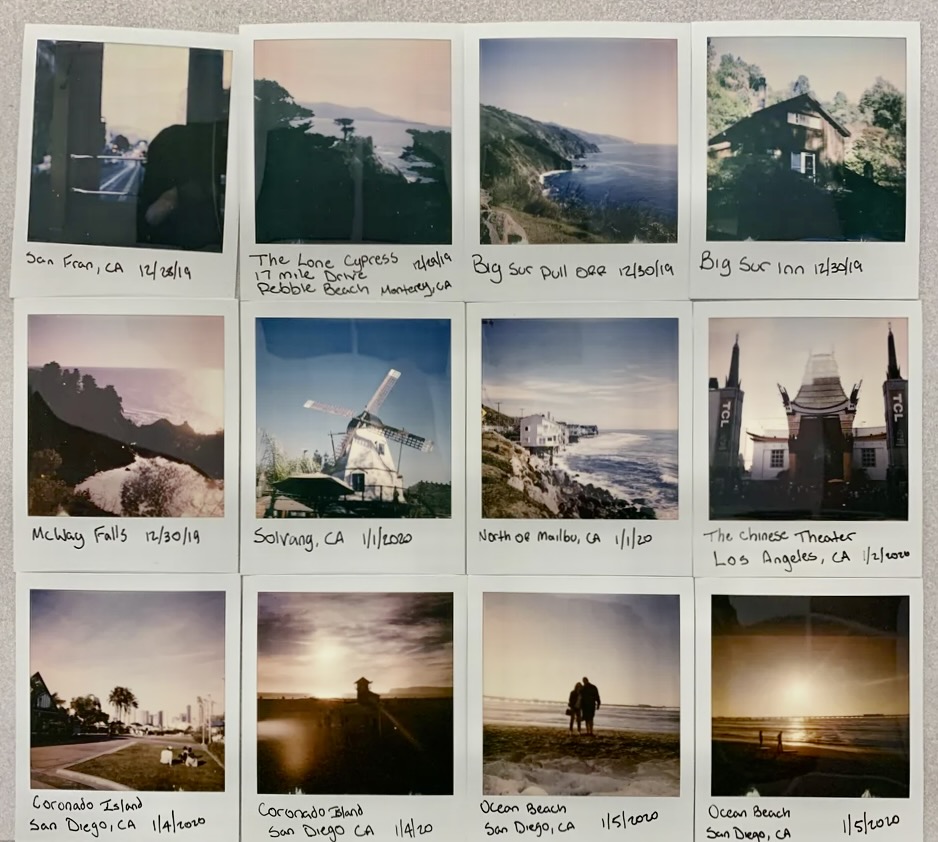 San Fran, CA 12/28/19
The Lone Cypress 12/29/19
17 mile Drive
Pebble Beach Monterey, CA
Big Sur Pull OFF 12/30/19
Big Sur Inn 12/30/19
McWay Falls 12/30/19
Solvang, CA 1/1/2020
North OF Mailbu, CA 1/1/20
TCL
TCL
The Chinese Theater
Los Angeles, CA 1/2/2020
Coronado Island
San Diego, CA 1/4/2020
Coronado Island
San Diego CA 1/4/20
Ocean Beach
San Diego, CA 1/5/2020
Ocean Beach
San Diego, CA 1/5/2020